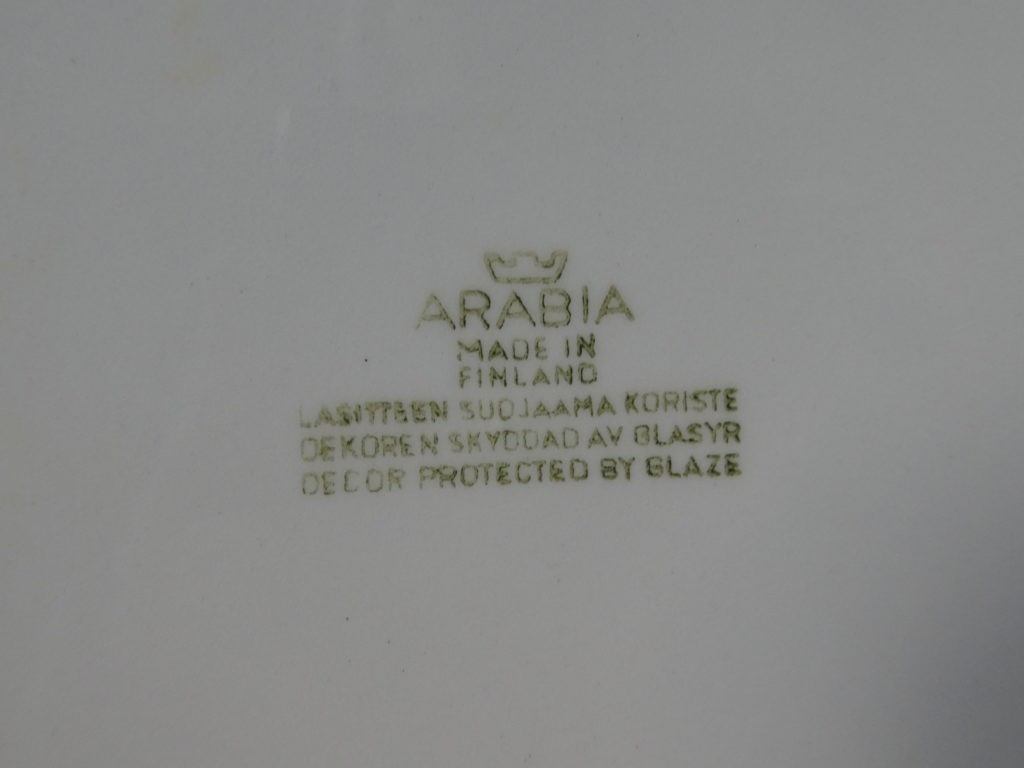 ARABIA
MADE IN
FINLAND
LASITTEEN SUOJAAMA KORISTE
DEKOREN SKYDDAD AV GLASYR
DECOR PROTECTED BY GLAZE